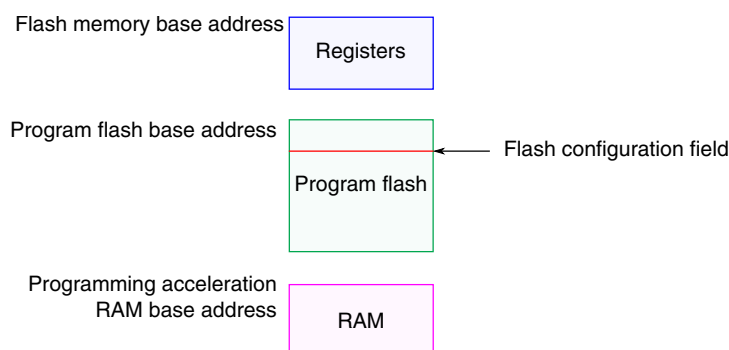 Flash memory base address
Registers
Program flash base address
Flash configuration field
Program flash
Programming acceleration
RAM base address
RAM